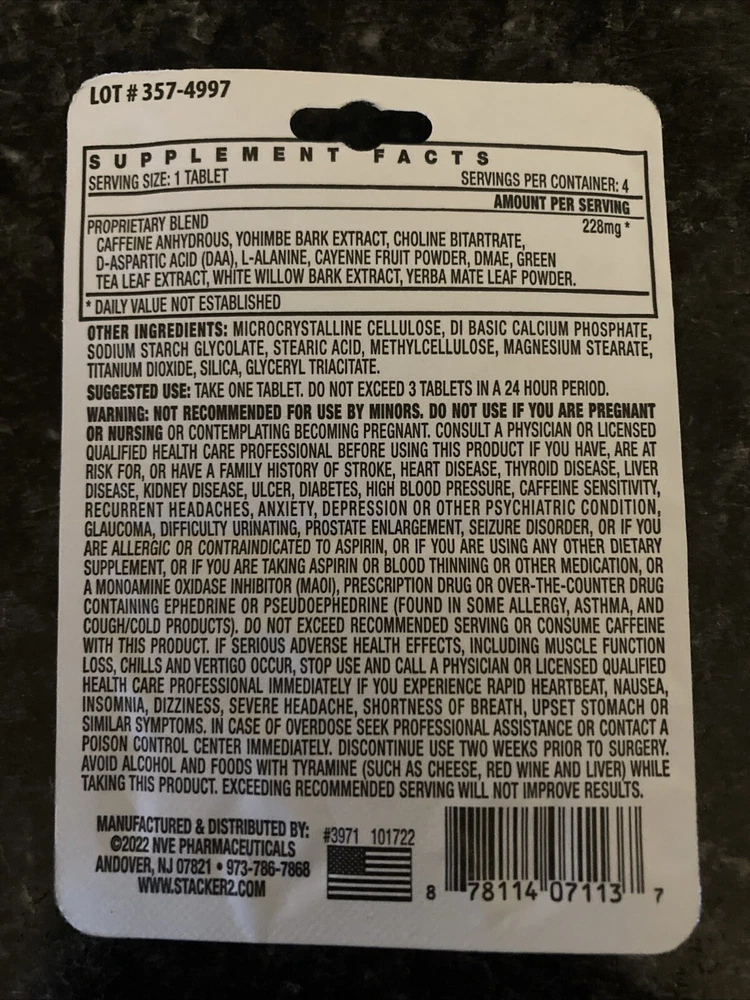 LOT # 357-4997
SUPPLEMENT FACTS
SERVING SIZE: 1 TABLET SERVINGS PER CONTAINER: 4
AMOUNT PER SERVING
PROPRIETARY BLEND 228mg *
CAFFEINE ANHYDROUS, YOHIMBE BARK EXTRACT, CHOLINE BITARTRATE,
D-ASPARTIC ACID (DAA), L-ALANINE, CAYENNE FRUIT POWDER, DMAE, GREEN
TEA LEAF EXTRACT, WHITE WILLOW BARK EXTRACT, YERBA MATE LEAF POWDER.
* DAILY VALUE NOT ESTABLISHED
OTHER INGREDIENTS: MICROCRYSTALLINE CELLULOSE, DI BASIC CALCIUM PHOSPHATE,
SODIUM STARCH GLYCOLATE, STEARIC ACID, METHYLCELLULOSE, MAGNESIUM STEARATE,
TITANIUM DIOXIDE, SILICA, GLYCERYL TRIACITATE.
SUGGESTED USE: TAKE ONE TABLET. DO NOT EXCEED 3 TABLETS IN A 24 HOUR PERIOD.
WARNING: NOT RECOMMENDED FOR USE BY MINORS. DO NOT USE IF YOU ARE PREGNANT
OR NURSING OR CONTEMPLATING BECOMING PREGNANT. CONSULT A PHYSICIAN OR LICENSED
QUALIFIED HEALTH CARE PROFESSIONAL BEFORE USING THIS PRODUCT IF YOU HAVE, ARE AT
RISK FOR, OR HAVE A FAMILY HISTORY OF STROKE, HEART DISEASE, THYROID DISEASE, LIVER
DISEASE, KIDNEY DISEASE, ULCER, DIABETES, HIGH BLOOD PRESSURE, CAFFEINE SENSITIVITY,
RECURRENT HEADACHES, ANXIETY, DEPRESSION OR OTHER PSYCHIATRIC CONDITION,
GLAUCOMA, DIFFICULTY URINATING, PROSTATE ENLARGEMENT, SEIZURE DISORDER, OR IF YOU
ARE ALLERGIC OR CONTRAINDICATED TO ASPIRIN, OR IF YOU ARE USING ANY OTHER DIETARY
SUPPLEMENT, OR IF YOU ARE TAKING ASPIRIN OR BLOOD THINNING OR OTHER MEDICATION, OR
A MONOAMINE OXIDASE INHIBITOR (MAOI), PRESCRIPTION DRUG OR OVER-THE-COUNTER DRUG
CONTAINING EPHEDRINE OR PSEUDOEPHEDRINE (FOUND IN SOME ALLERGY, ASTHMA, AND
COUGH/COLD PRODUCTS). DO NOT EXCEED RECOMMENDED SERVING OR CONSUME CAFFEINE
WITH THIS PRODUCT. IF SERIOUS ADVERSE HEALTH EFFECTS, INCLUDING MUSCLE FUNCTION
LOSS, CHILLS AND VERTIGO OCCUR, STOP USE AND CALL A PHYSICIAN OR LICENSED QUALIFIED
HEALTH CARE PROFESSIONAL IMMEDIATELY IF YOU EXPERIENCE RAPID HEARTBEAT, NAUSEA,
INSOMNIA, DIZZINESS, SEVERE HEADACHE, SHORTNESS OF BREATH, UPSET STOMACH OR
SIMILAR SYMPTOMS. IN CASE OF OVERDOSE SEEK PROFESSIONAL ASSISTANCE OR CONTACT A
POISON CONTROL CENTER IMMEDIATELY. DISCONTINUE USE TWO WEEKS PRIOR TO SURGERY.
AVOID ALCOHOL AND FOODS WITH TYRAMINE (SUCH AS CHEESE, RED WINE AND LIVER) WHILE
TAKING THIS PRODUCT. EXCEEDING RECOMMENDED SERVING WILL NOT IMPROVE RESULTS.
MANUFACTURED & DISTRIBUTED BY:
©2022 NVE PHARMACEUTICALS
ANDOVER, NJ 07821 • 973-786-7868
WWW.STACKER2.COM
#3971 101722
8 78114 07113 7